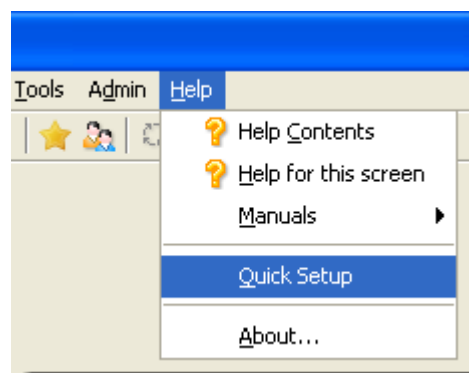 Tools Admin Help
Help Contents
Help for this screen
Manuals
Quick Setup
About...